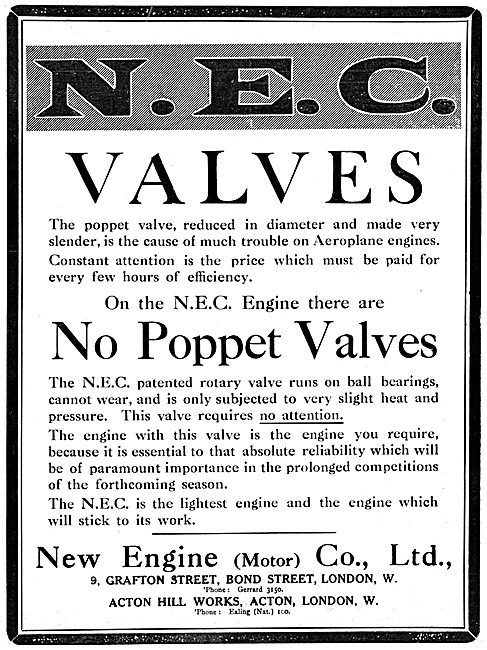 N.E.C.
VALVES
The poppet valve, reduced in diameter and made very
slender, is the cause of much trouble on Aeroplane engines.
Constant attention is the price which must be paid for
every few hours of efficiency.
On the N.E.C. Engine there are
No Poppet Valves
The N.E.C. patented rotary valve runs on ball bearings,
cannot wear, and is only subjected to very slight heat and
pressure. This valve requires no attention.
The engine with this valve is the engine you require,
because it is essential to that absolute reliability which will
be of paramount importance in the prolonged competitions
of the forthcoming season.
The N.E.C. is the lightest engine and the engine which
will stick to its work.
New Engine (Motor) Co., Ltd.,
9, GRAFTON STREET, BOND STREET, LONDON, W.
'Phone: Gerrard 3150.
ACTON HILL WORKS, ACTON, LONDON, W.
'Phone: Ealing (Nat.) 110.